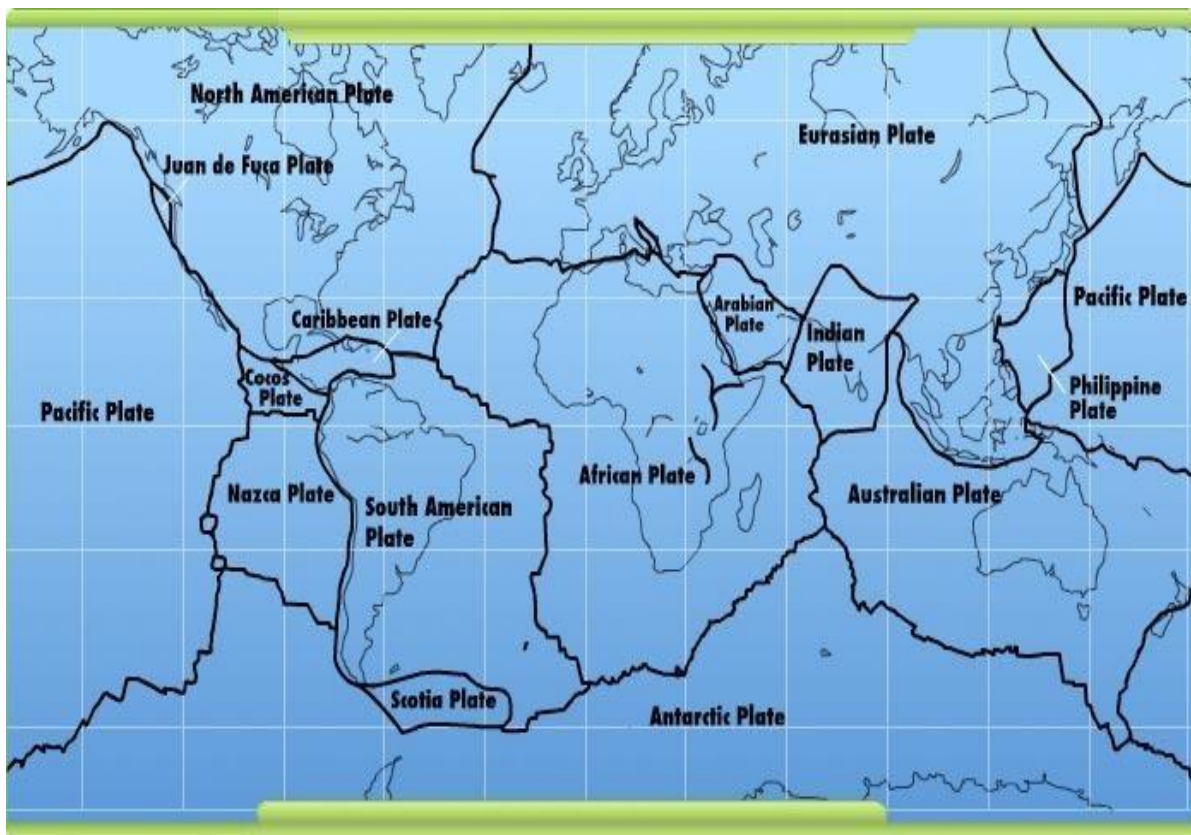 North American Plate
Eurasian Plate
Juan de Fuca Plate
Caribbean Plate
Arabian
Plate
Indian
Plate
Pacific Plate
Cocos
Plate
Philippine
Plate
Pacific Plate
Nazca Plate
South American
Plate
African Plate
Australian Plate
Scotia Plate
Antarctic Plate